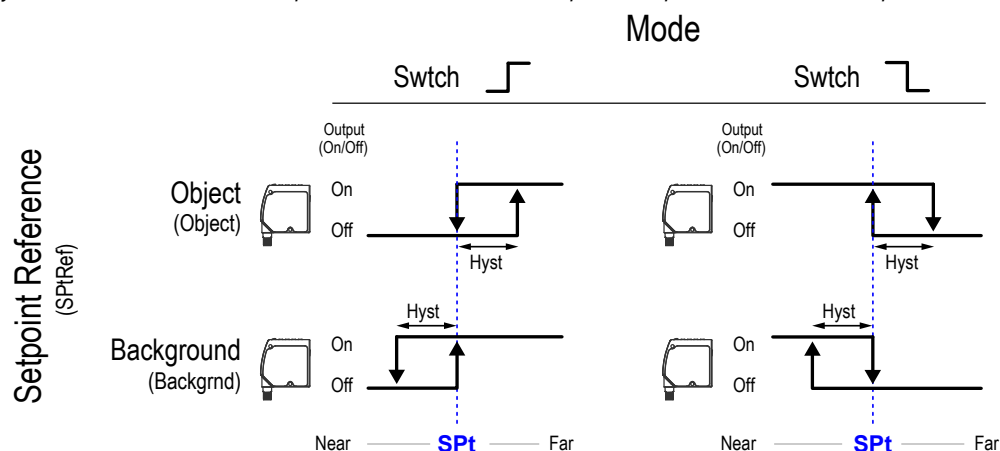 Mode
Swtch
Swtch
Setpoint Reference
(SPtRef)
Output
(On/Off)
Output
(On/Off)
Object
(Object)
On
Off
Hyst
On
Off
Hyst
Background
(Backgrnd)
Hyst
On
Off
Hyst
On
Off
Near
SPt
Far
Near
SPt
Far